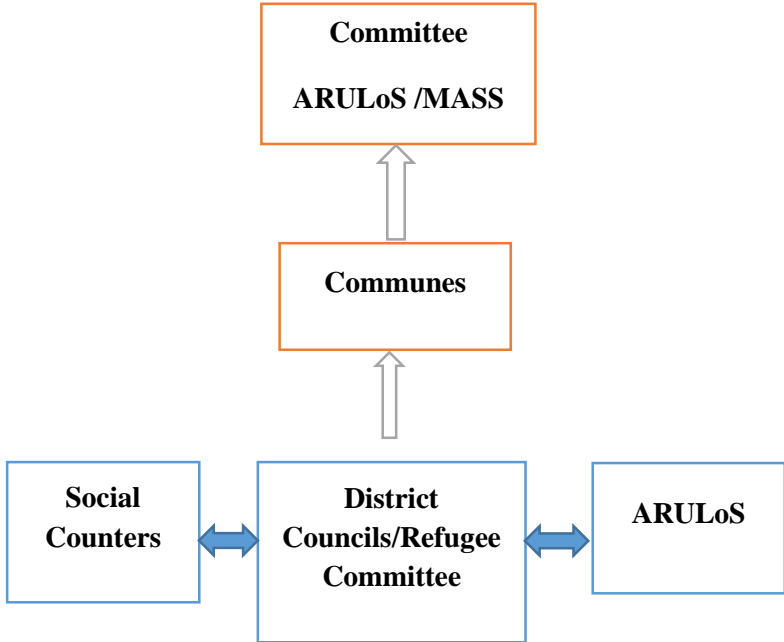 Committee
ARULoS /MASS
Communes
Social
Counters
District
Councils/Refugee
Committee
ARULoS